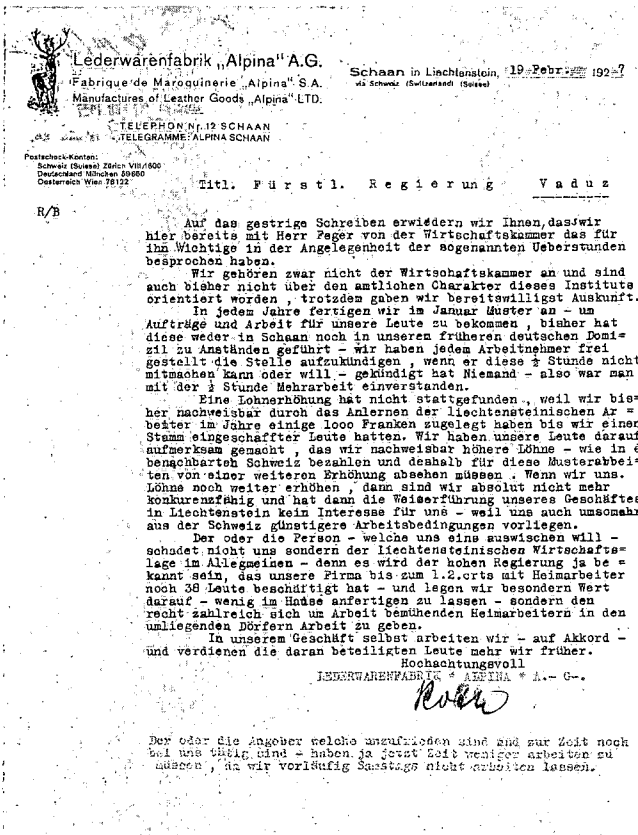 Lederwarenfabrik „Alpina" A.G.
Fabrique de Maroquinerie „Alpina" S.A.
Manufactures of Leather Goods „Alpina" LTD.
Schaan in Liechtenstein, 19 Febr. 1927
via Schweiz (Switzerland) (Suisse)
TELEPHON Nr. 12 SCHAAN
TELEGRAMME: ALPINA SCHAAN
Postscheck-Konten:
Schweiz (Suisse) Zürich VIII/1600
Deutschland München 59660
Oesterreich Wien 78122
Titl. Fürstl. Regierung Vaduz
R/B
Auf das gestrige Schreiben erwiedern wir Ihnen, das wir
hier bereits mit Herr Feger von der Wirtschaftskammer das für
ihn Wichtige in der Angelegenheit der sogenannten Ueberstunden
besprochen haben.
Wir gehören zwar nicht der Wirtschaftskammer an und sind
auch bisher nicht über den amtlichen Charakter dieses Institute
orientiert worden , trotzdem gaben wir bereitswilligst Auskunft.
In jedem Jahre fertigen wir im Januar Muster an - um
Aufträge und Arbeit für unsere Leute zu bekommen , bisher hat
diese weder in Schaan noch in unserem früheren deutschen Domi=
zil zu Anständen geführt - wir haben jedem Arbeitnehmer frei
gestellt die Stelle aufzukündigen , wenn er diese ½ Stunde nicht
mitmachen kann oder will - gekündigt hat Niemand - also war man
mit der ½ Stunde Mehrarbeit einverstanden.
Eine Lohnerhöhung hat nicht stattgefunden , weil wir bis=
her nachweisbar durch das Anlernen der liechtensteinischen Ar =
beiter im Jahre einige 1000 Franken zugelegt haben bis wir einen
Stamm eingeschaffter Leute hatten. Wir haben unsere Leute darauf
aufmerksam gemacht , das wir nachweisbar höhere Löhne - wie in
benachbarten Schweiz bezahlen und deshalb für diese Musterabbei=
ten von einer weiteren Erhöhung absehen müssen . Wenn wir uns.
Löhne noch weiter erhöhen , dann sind wir absolut nicht mehr
konkurenzfähig und hat dann die Weiserführung unseres Geschäftes
in Liechtenstein kein Interesse für uns - weil uns auch umsomehr
aus der Schweiz günstigere Arbeitsbedingungen vorliegen.
Der oder die Person - welche uns eins auswischen will -
schadet nicht uns sondern der Liechtensteinischen Wirtschafts=
lage im Allegmeinen - denn es wird der hohen Regierung ja be =
kannt sein, das unsere Firma bis zum 1.2.crts mit Heimarbeiter
noch 38 Leute beschäftigt hat - und legen wir besondern Wert
darauf - wenig im Hause anfertigen zu lassen - sondern den
recht zahlreich sich um Arbeit bemühenden Heimarbeitern in den
umliegenden Dörfern Arbeit zu geben.
In unserem Geschäft selbst arbeiten wir - auf Akkord -
und verdienen die daran beteiligten Leute mehr wir früher.
Hochachtungsvoll
LEDERWARENFABRIK * ALPINA * A.- G-.
Der oder die Angeber welche unzufrieden sind und zur Zeit noch
bei uns tätig sind - haben ja jetzt Zeit weniger arbeiten zu
müssen , da wir vorläufig Samstags nicht arbeiten lassen.